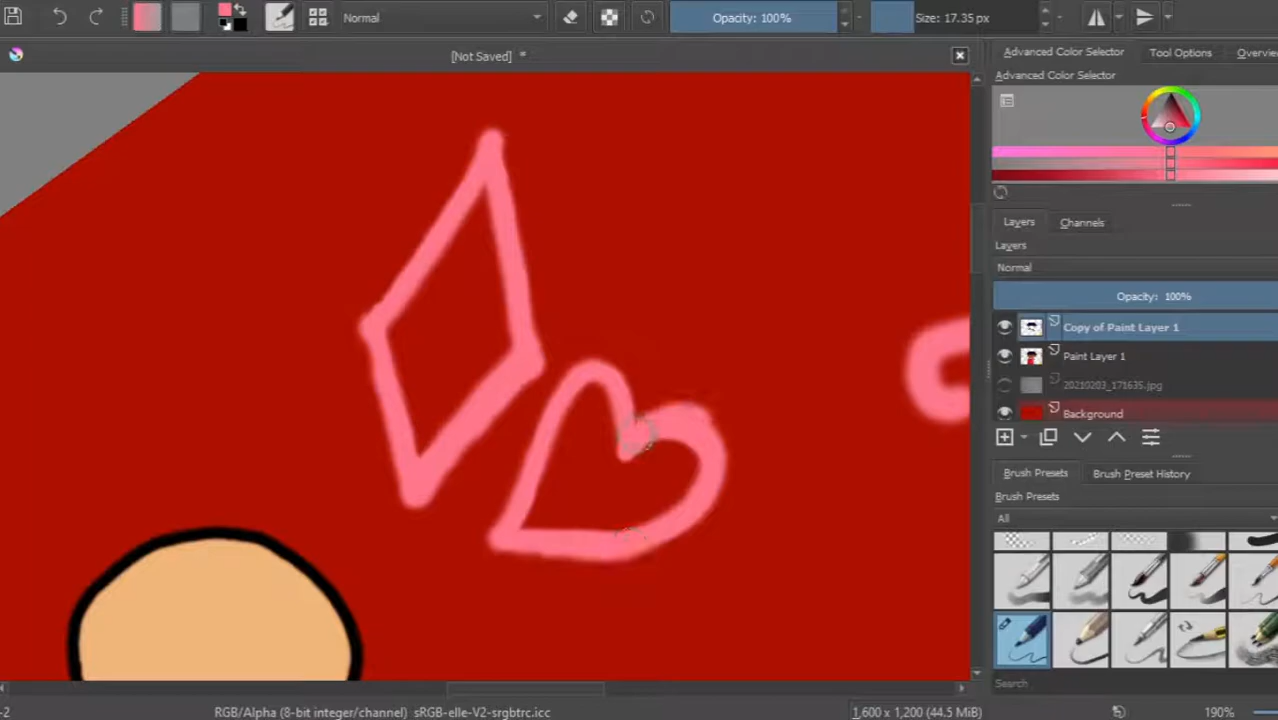 Normal
Opacity: 100%
Size: 17.35 px
[Not Saved] *
Advanced Color Selector
Tool Options
Overvie
Advanced Color Selector
Layers
Channels
Layers
Normal
Opacity: 100%
Copy of Paint Layer 1
Paint Layer 1
20210203_171635.jpg
Background
Brush Presets
Brush Preset History
Brush Presets
All
Search
-2
RGB/Alpha (8-bit integer/channel) sRGB-elle-V2-srgbtrc.icc
1,600 x 1,200 (44.5 MiB)
190%